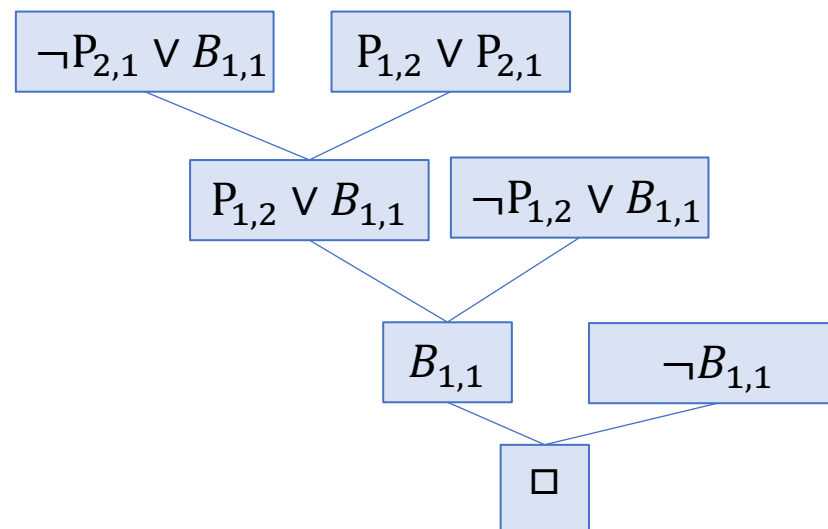 ¬P₂,₁ ∨ B₁,₁
P₁,₂ ∨ P₂,₁
P₁,₂ ∨ B₁,₁
¬P₁,₂ ∨ B₁,₁
B₁,₁
¬B₁,₁
□